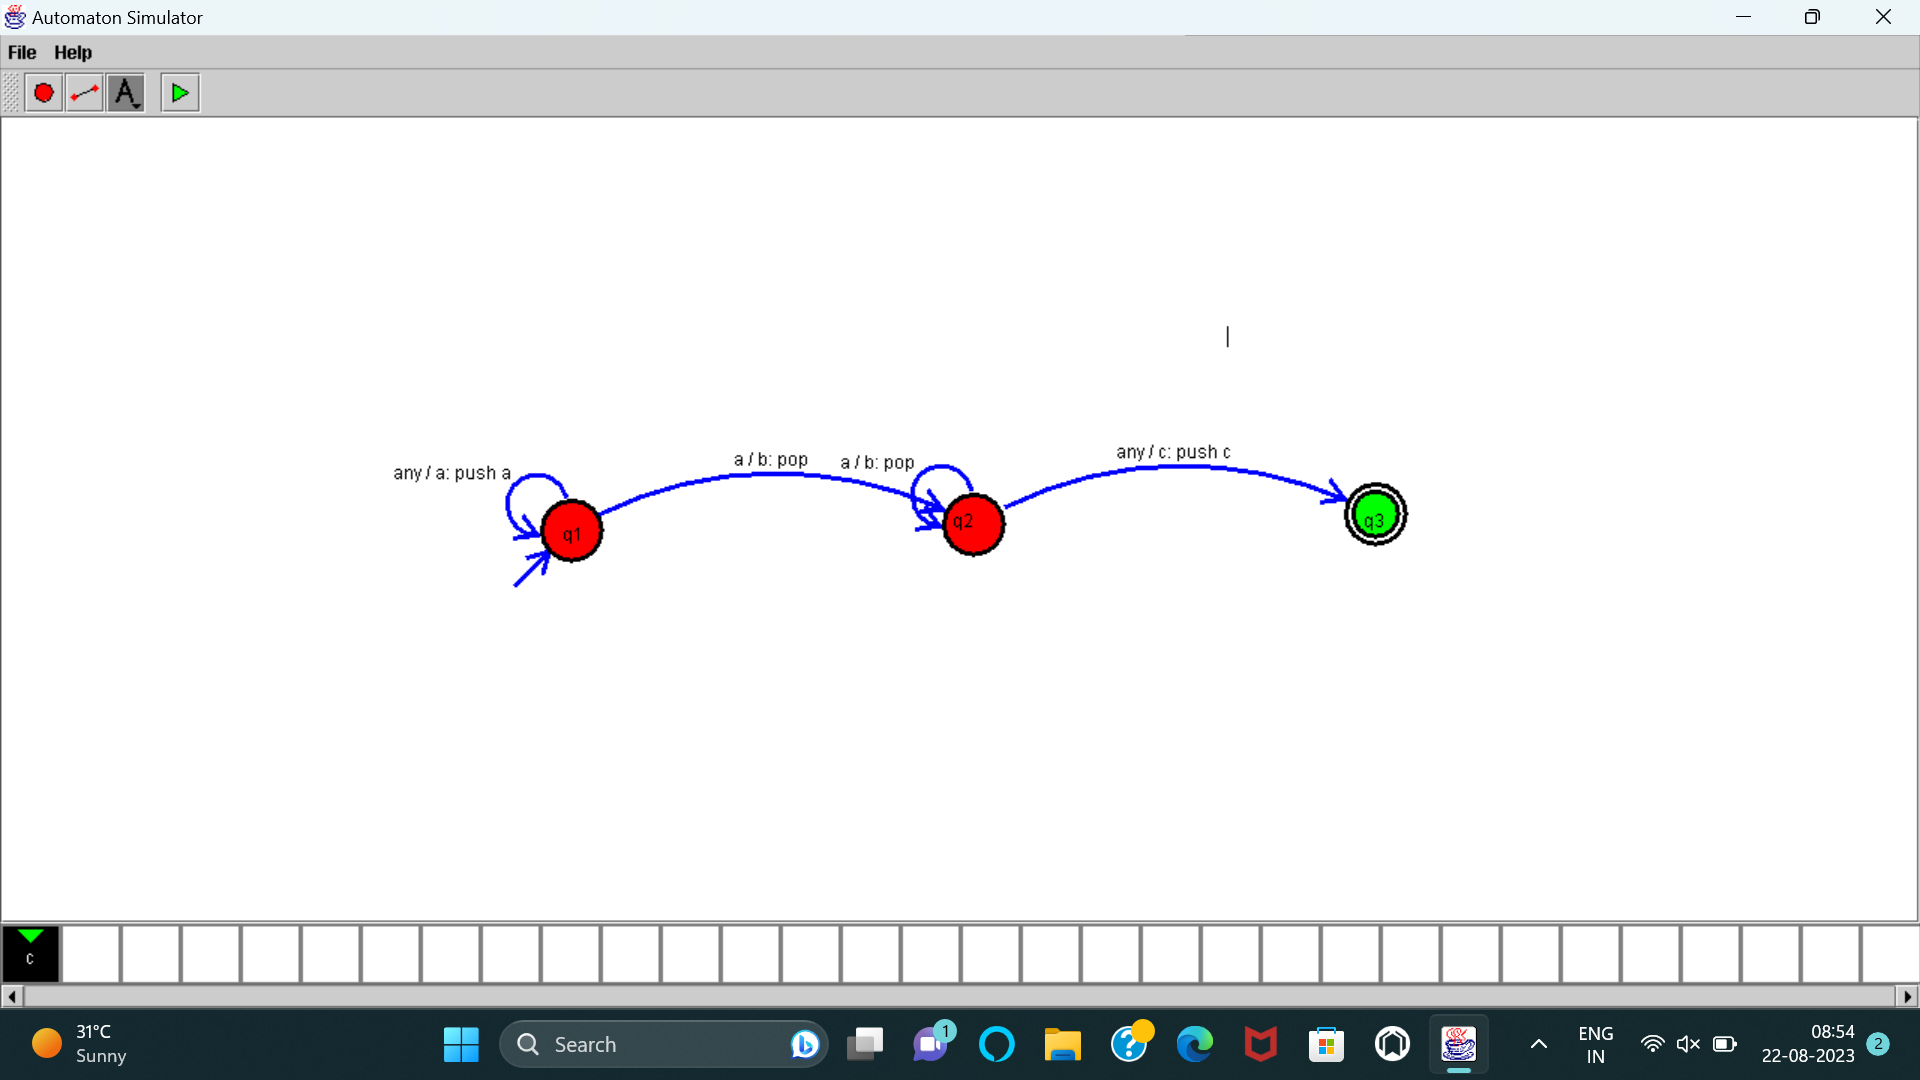 Automaton Simulator
File Help
A
any / a: push a
a / b: pop
a / b: pop
any / c: push c
q1
q2
q3
c
31°C
Sunny
Search
1
ENG
IN
08:54
22-08-2023
2